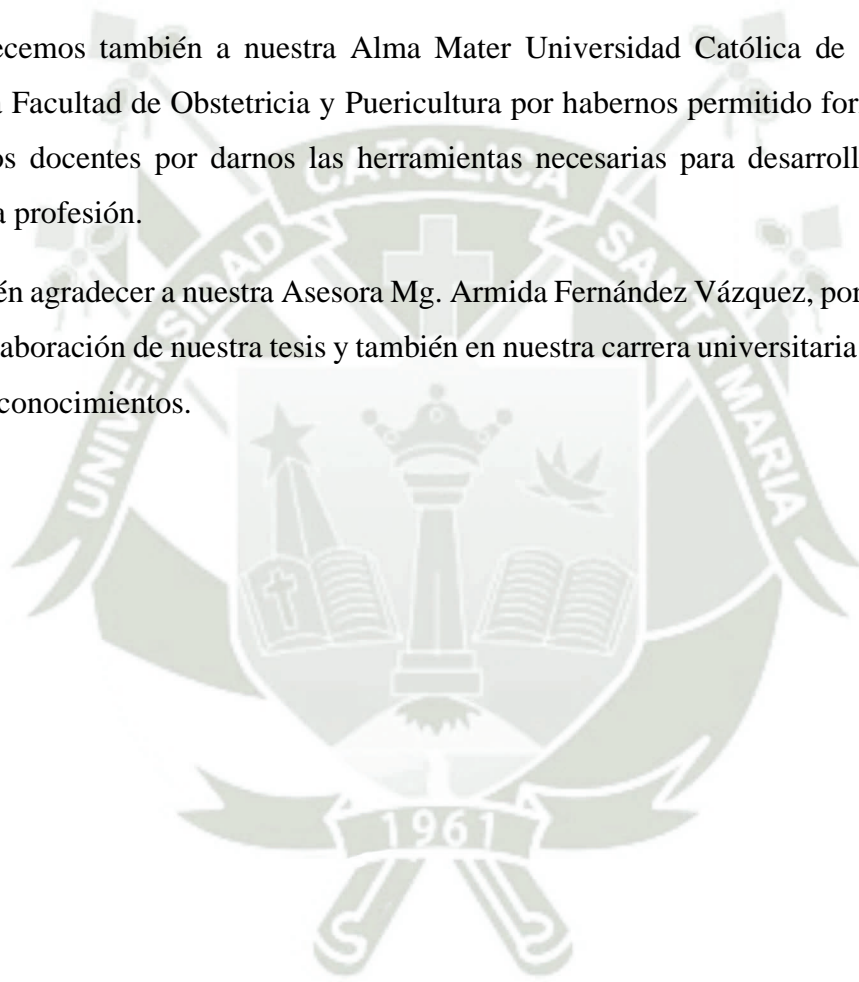 ecemos también a nuestra Alma Mater Universidad Católica de
Facultad de Obstetricia y Puericultura por habernos permitido for
os docentes por darnos las herramientas necesarias para desarroll
a profesión.
én agradecer a nuestra Asesora Mg. Armida Fernández Vázquez, por
aboración de nuestra tesis y también en nuestra carrera universitaria
conocimientos.
UNIVERSIDAD CATOLICA SANTA MARIA
1961